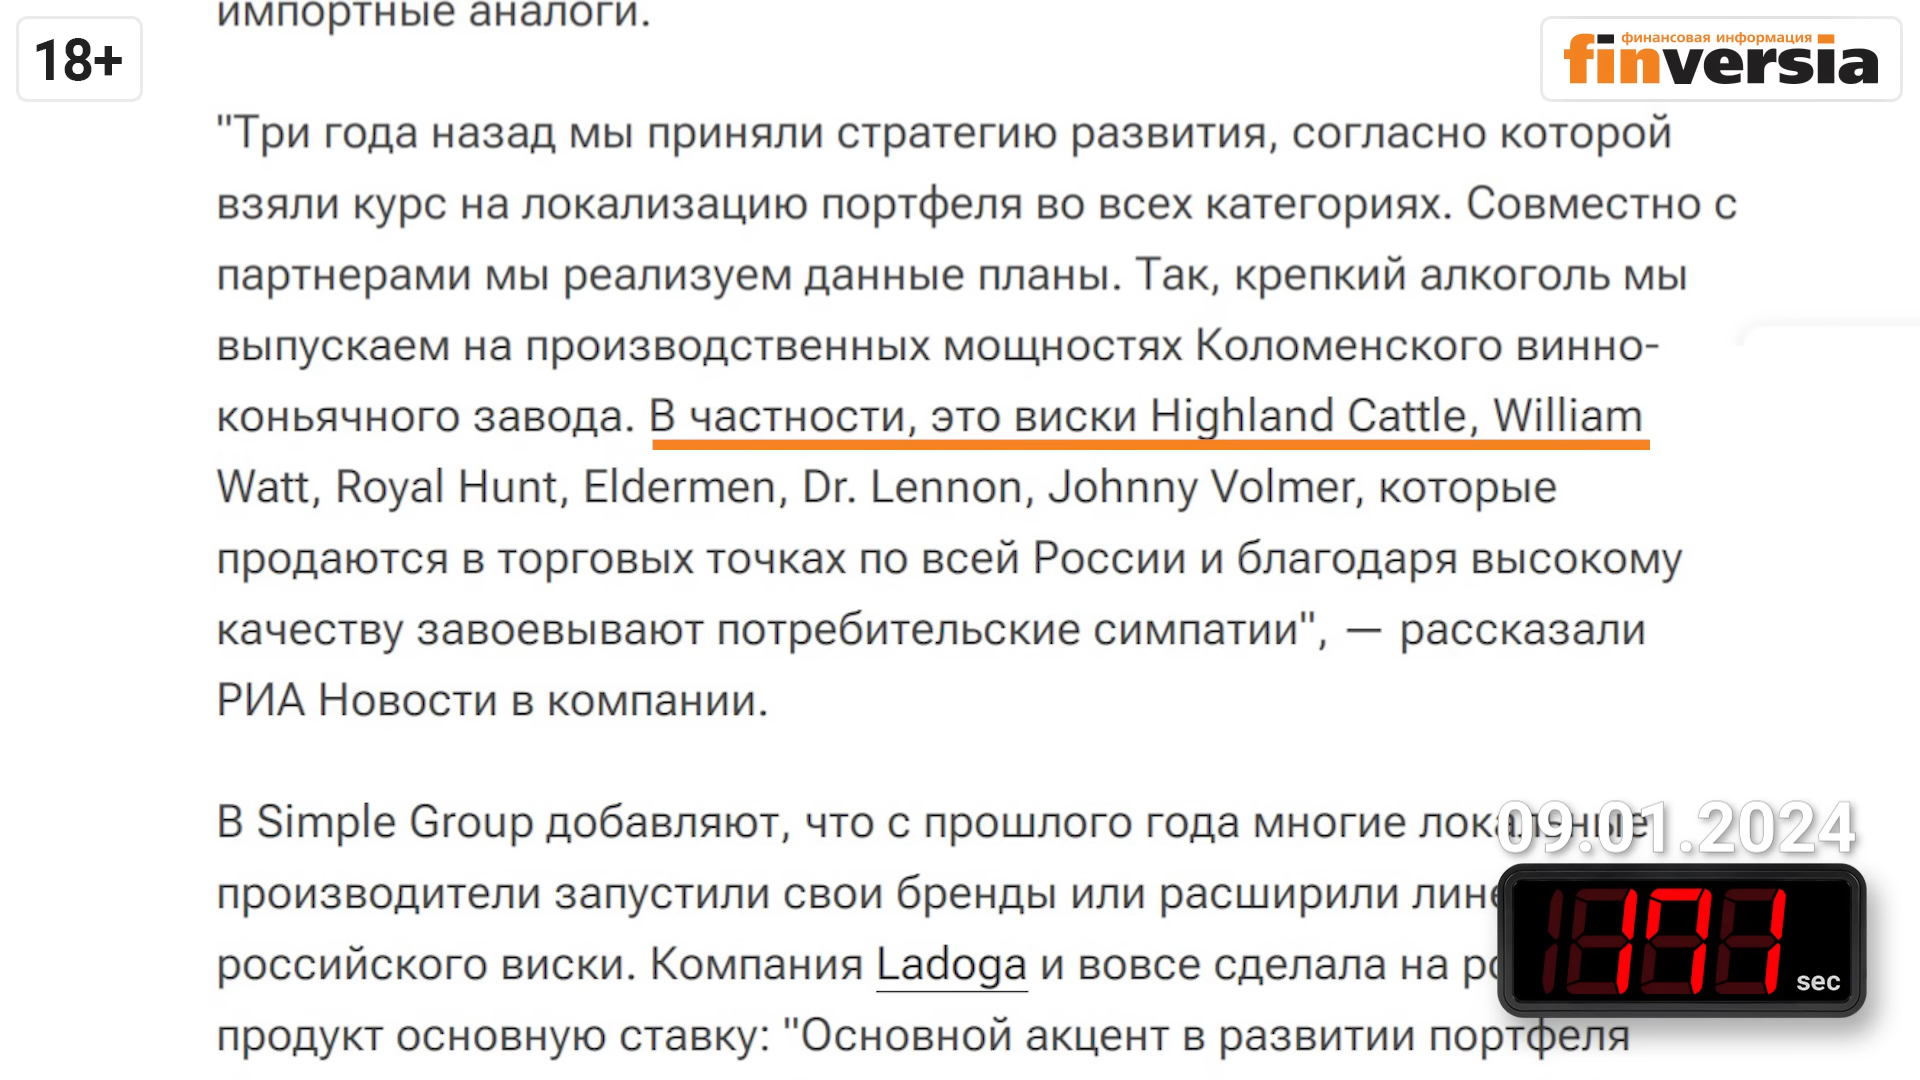 импортные аналоги.
18+
финансовая информация
finversia
"Три года назад мы приняли стратегию развития, согласно которой
взяли курс на локализацию портфеля во всех категориях. Совместно с
партнерами мы реализуем данные планы. Так, крепкий алкоголь мы
выпускаем на производственных мощностях Коломенского винно-
коньячного завода. В частности, это виски Highland Cattle, William
Watt, Royal Hunt, Eldermen, Dr. Lennon, Johnny Volmer, которые
продаются в торговых точках по всей России и благодаря высокому
качеству завоевывают потребительские симпатии", — рассказали
РИА Новости в компании.
В Simple Group добавляют, что с прошлого года многие локальные
09.01.2024
производители запустили свои бренды или расширили
российского виски. Компания Ladoga и вовсе сделала на
171 sec
продукт основную ставку: "Основной акцент в развитии портфеля